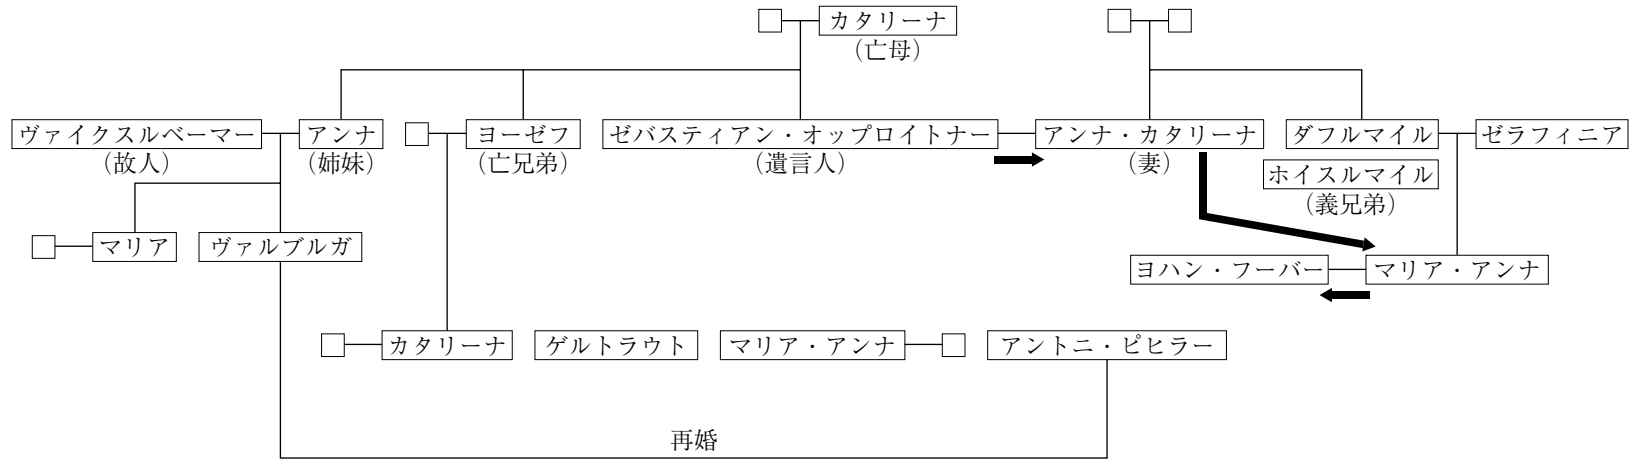 カタリーナ
（亡母）
ヴァイクスルベーマー アンナ ヨーゼフ ゼバスティアン・オップロイトナー アンナ・カタリーナ ダフルマイル ゼラフィニア
（故人） （姉妹） （亡兄弟） （遺言人） （妻）
ホイスルマイル
（義兄弟）
マリア ヴァルブルガ
ヨハン・フーバー マリア・アンナ
カタリーナ ゲルトラウト マリア・アンナ アントニ・ピヒラー
再婚